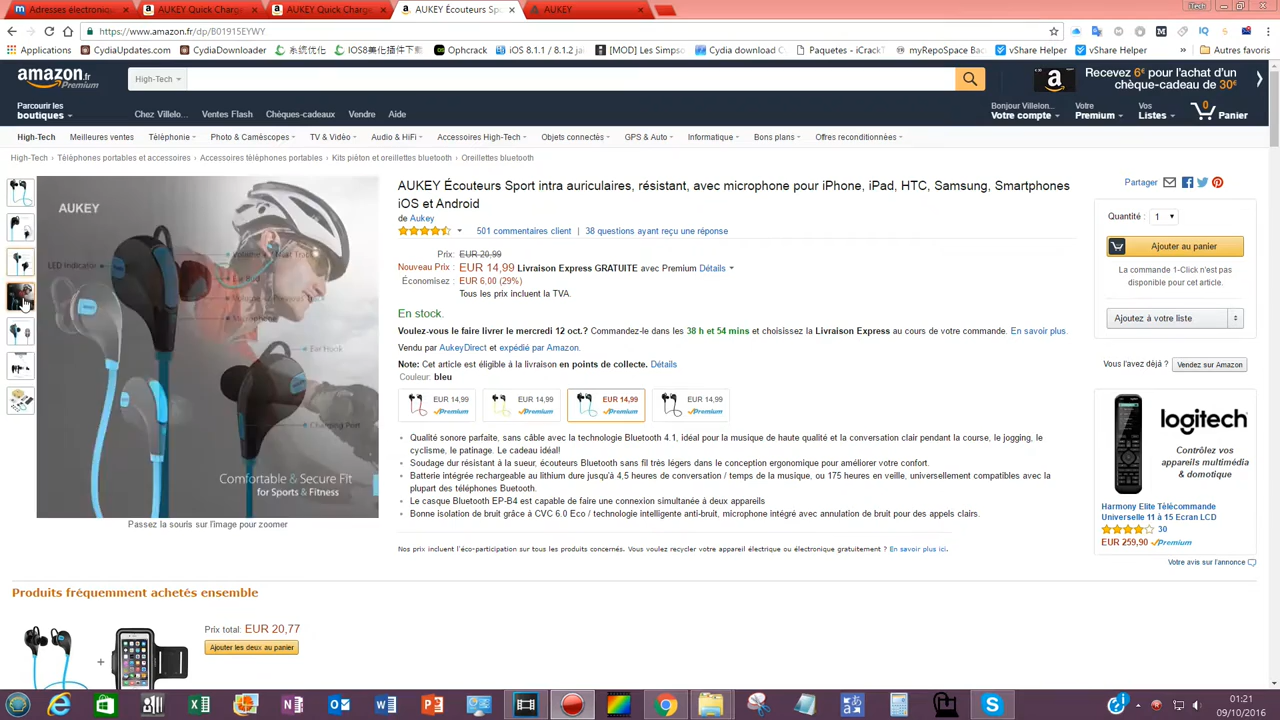 Adresses électronique
AUKEY Quick Charge
AUKEY Quick Charge
AUKEY Écouteurs Sp
AUKEY
Tech
https://www.amazon.fr/dp/B01915EYWY
Applications
CydiaUpdates.com
CydiaDownloader
系统优化
IOS8美化插件下载
Ophcrack
iOS 8.1.1 / 8.1.2 jai
[MOD] Les Simpso
Cydia download C
Paquetes - iCrackT
myRepoSpace Ba
vShare Helper
vShare Helper
»
Autres favoris
amazon.fr
Premium
High-Tech
Recevez 6€ pour l'achat d'un
chèque-cadeau de 30€
Parcourir les
boutiques
Chez Villelo...
Ventes Flash
Chèques-cadeaux
Vendre
Aide
Bonjour Villelon...
Votre compte
Votre
Premium
Vos
Listes
0
Panier
High-Tech
Meilleures ventes
Téléphonie
Photo & Caméscopes
TV & Vidéo
Audio & HiFi
Accessoires High-Tech
Objets connectés
GPS & Auto
Informatique
Bons plans
Offres reconditionnées
High-Tech › Téléphones portables et accessoires › Accessoires téléphones portables › Kits piéton et oreillettes bluetooth › Oreillettes bluetooth
AUKEY
LED Indicator
Ear Bud
Microphone
Ear Hook
Charging Port
Comfortable & Secure Fit
for Sports & Fitness
Passez la souris sur l'image pour zoomer
AUKEY Écouteurs Sport intra auriculaires, résistant, avec microphone pour iPhone, iPad, HTC, Samsung, Smartphones
iOS et Android
de Aukey
501 commentaires client | 38 questions ayant reçu une réponse
Prix: EUR 20,99
Nouveau Prix : EUR 14,99 Livraison Express GRATUITE avec Premium Détails
Économisez : EUR 6,00 (29%)
Tous les prix incluent la TVA.
En stock.
Voulez-vous le faire livrer le mercredi 12 oct.? Commandez-le dans les 38 h et 54 mins et choisissez la Livraison Express au cours de votre commande. En savoir plus.
Vendu par AukeyDirect et expédié par Amazon.
Note: Cet article est éligible à la livraison en points de collecte. Détails
Couleur: bleu
EUR 14,99
Premium
EUR 14,99
Premium
EUR 14,99
Premium
EUR 14,99
Premium
Qualité sonore parfaite, sans câble avec la technologie Bluetooth 4.1, idéal pour la musique de haute qualité et la conversation clair pendant la course, le jogging, le
cyclisme, le patinage. Le cadeau idéal!
Soudage dur résistant à la sueur, écouteurs Bluetooth sans fil très légers dans le conception ergonomique pour améliorer votre confort.
Batterie intégrée rechargeable au lithium dure jusqu'à 4,5 heures de conversation / temps de la musique, ou 175 heures en veille, universellement compatibles avec la
plupart des téléphones Bluetooth.
Le casque Bluetooth EP-B4 est capable de faire une connexion simultanée à deux appareils
Bonne isolation de bruit grâce à CVC 6.0 Eco / technologie intelligente anti-bruit, microphone intégré avec annulation de bruit pour des appels clairs.
Nos prix incluent l'éco-participation sur tous les produits concernés. Vous voulez recycler votre appareil électrique ou électronique gratuitement ? En savoir plus ici.
Partager
Quantité : 1
Ajouter au panier
La commande 1-Click n'est pas
disponible pour cet article.
Ajoutez à votre liste
Vous l'avez déjà ? Vendez sur Amazon
logitech
Contrôlez vos
appareils multimédia
& domotique
Harmony Elite Télécommande
Universelle 11 à 15 Ecran LCD
30
EUR 259,90 Premium
Votre avis sur l'annonce
Produits fréquemment achetés ensemble
+
Prix total: EUR 20,77
Ajouter les deux au panier
01:21
09/10/2016